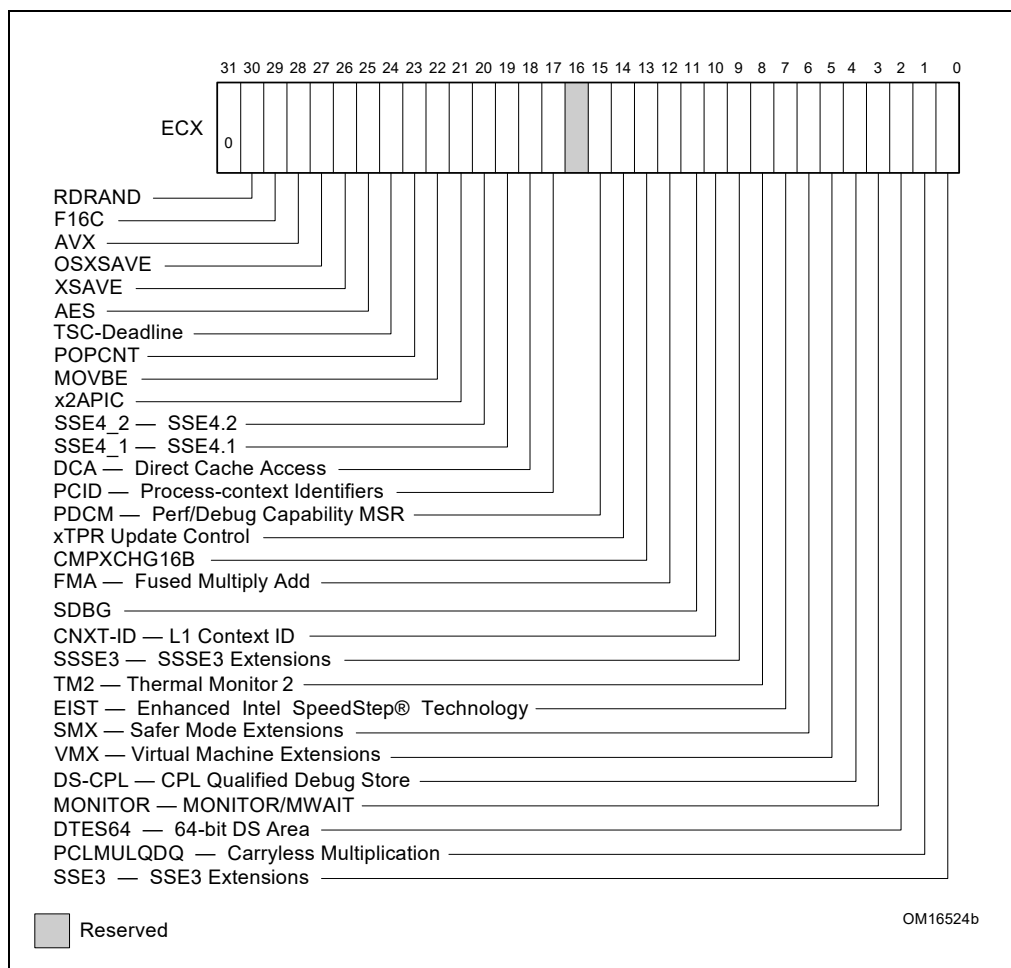 31 30 29 28 27 26 25 24 23 22 21 20 19 18 17 16 15 14 13 12 11 10 9 8 7 6 5 4 3 2 1 0
ECX
0
RDRAND
F16C
AVX
OSXSAVE
XSAVE
AES
TSC-Deadline
POPCNT
MOVBE
x2APIC
SSE4_2 — SSE4.2
SSE4_1 — SSE4.1
DCA — Direct Cache Access
PCID — Process-context Identifiers
PDCM — Perf/Debug Capability MSR
xTPR Update Control
CMPXCHG16B
FMA — Fused Multiply Add
SDBG
CNXT-ID — L1 Context ID
SSSE3 — SSSE3 Extensions
TM2 — Thermal Monitor 2
EIST — Enhanced Intel SpeedStep® Technology
SMX — Safer Mode Extensions
VMX — Virtual Machine Extensions
DS-CPL — CPL Qualified Debug Store
MONITOR — MONITOR/MWAIT
DTES64 — 64-bit DS Area
PCLMULQDQ — Carryless Multiplication
SSE3 — SSE3 Extensions
Reserved
OM16524b